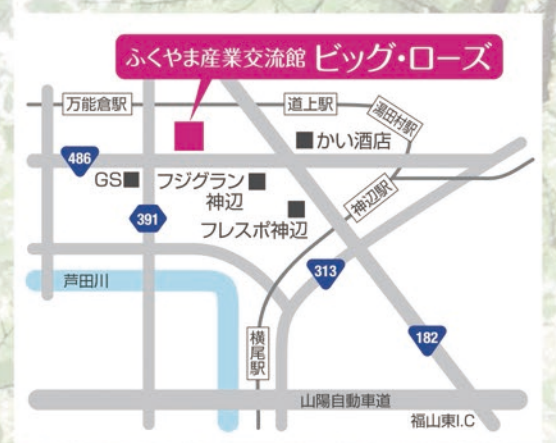 ふくやま産業交流館 ビッグ・ローズ
万能倉駅
道上駅
湯田村駅
かい酒店
486
GS
フジグラン
神辺
391
フレスポ神辺
神辺駅
313
芦田川
横尾駅
182
山陽自動車道
福山東I.C